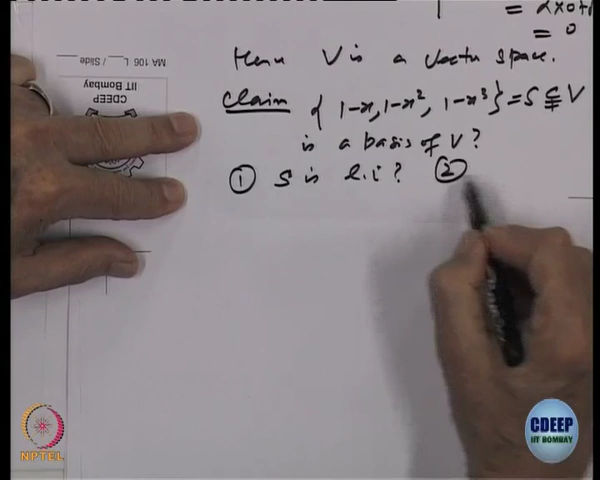 = αx0+
= 0
Hence V is a vector space.
MA 106 L / Slide
CDEEP
IIT Bombay
Claim { 1-x, 1-x², 1-x³ } = S ⊊ V
is a basis of V?
① S is l.i? ②
NPTEL
CDEEP
IIT BOMBAY